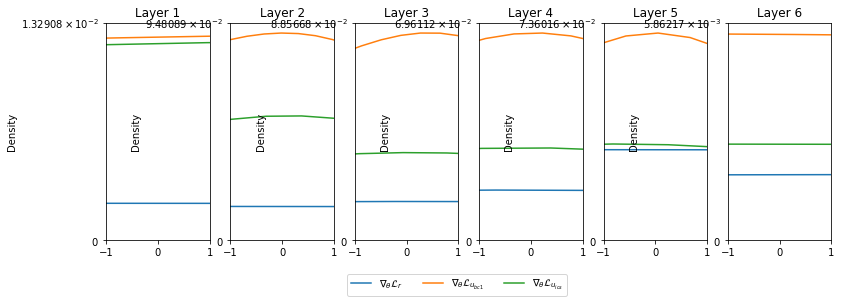 Layer 1 Layer 2 Layer 3 Layer 4 Layer 5 Layer 6
1.32908 × 10⁻² 9.48089 × 10⁻² 8.85668 × 10⁻² 6.96112 × 10⁻² 7.36016 × 10⁻² 5.86217 × 10⁻³
Density Density Density Density Density Density
0 0 0 0 0 0
−1 0 1 −1 0 1 −1 0 1 −1 0 1 −1 0 1 −1 0 1
∇θ𝓛r ∇θ𝓛u_bc1 ∇θ𝓛u_ics